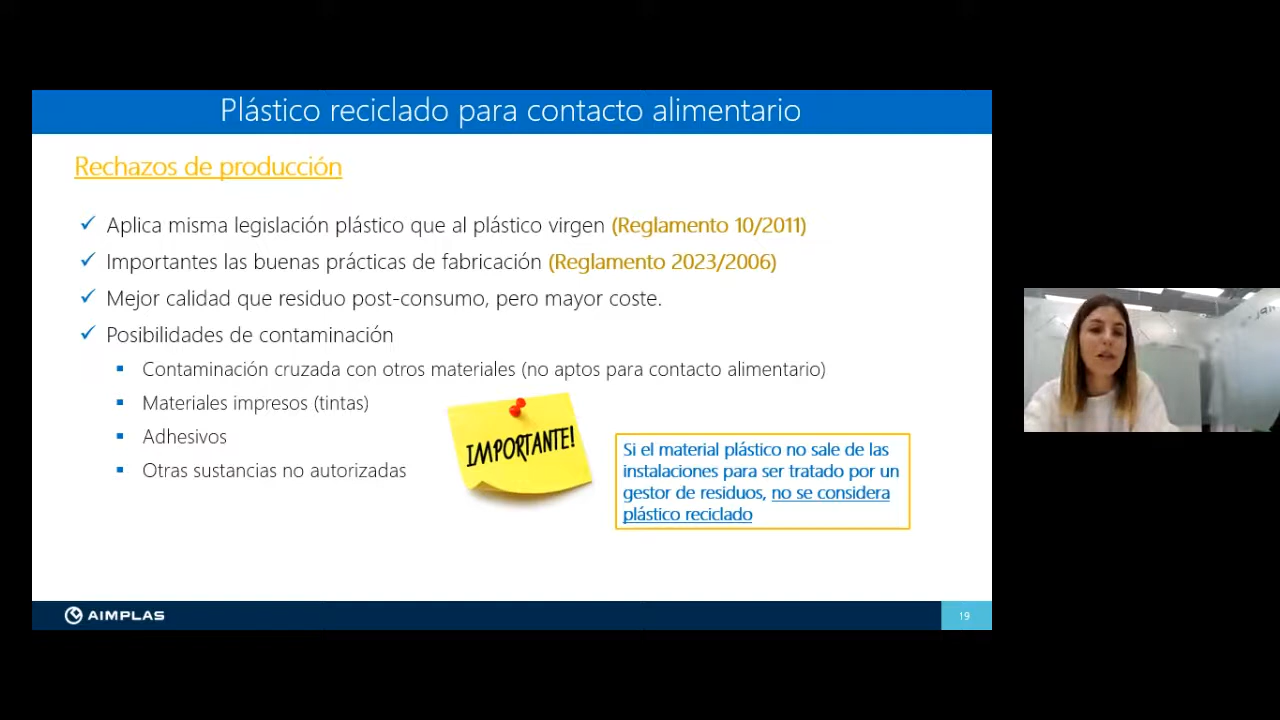 Plástico reciclado para contacto alimentario
Rechazos de producción
Aplica misma legislación plástico que al plástico virgen (Reglamento 10/2011)
Importantes las buenas prácticas de fabricación (Reglamento 2023/2006)
Mejor calidad que residuo post-consumo, pero mayor coste.
Posibilidades de contaminación
Contaminación cruzada con otros materiales (no aptos para contacto alimentario)
Materiales impresos (tintas)
Adhesivos
Otras sustancias no autorizadas
IMPORTANTE!
Si el material plástico no sale de las
instalaciones para ser tratado por un
gestor de residuos, no se considera
plástico reciclado
AIMPLAS
19